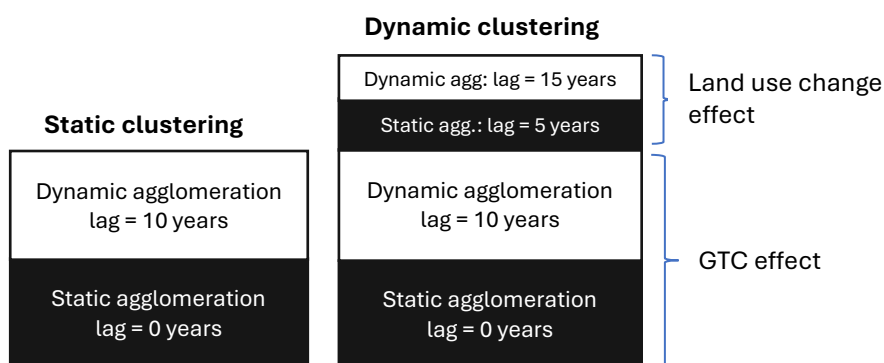 Dynamic clustering
Dynamic agg: lag = 15 years
Static agg.: lag = 5 years
Land use change
effect
Static clustering
Dynamic agglomeration
lag = 10 years
Static agglomeration
lag = 0 years
Dynamic agglomeration
lag = 10 years
Static agglomeration
lag = 0 years
GTC effect